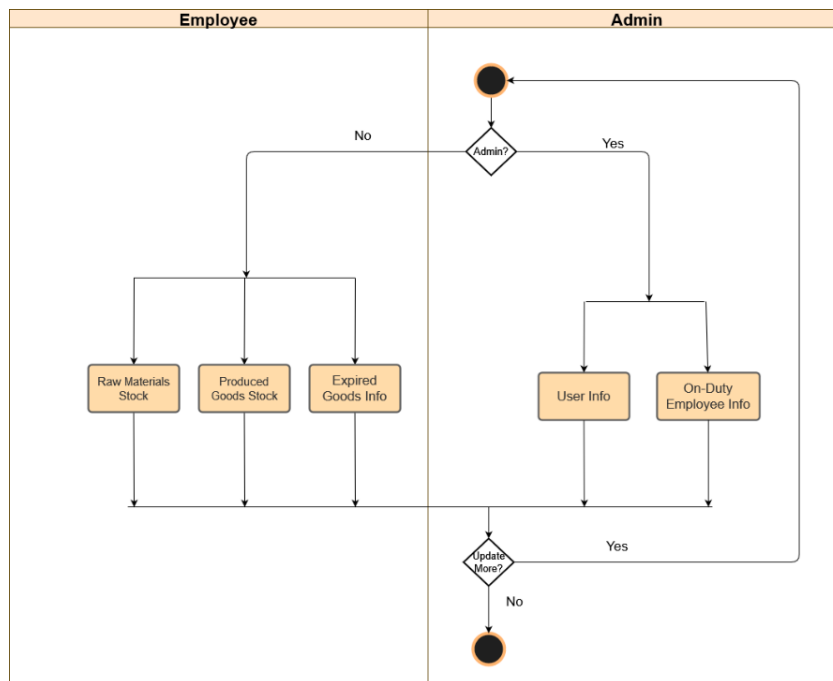 Employee
Admin
No
Admin?
Yes
Raw Materials
Stock
Produced
Goods Stock
Expired
Goods Info
User Info
On-Duty
Employee Info
Update
More?
Yes
No